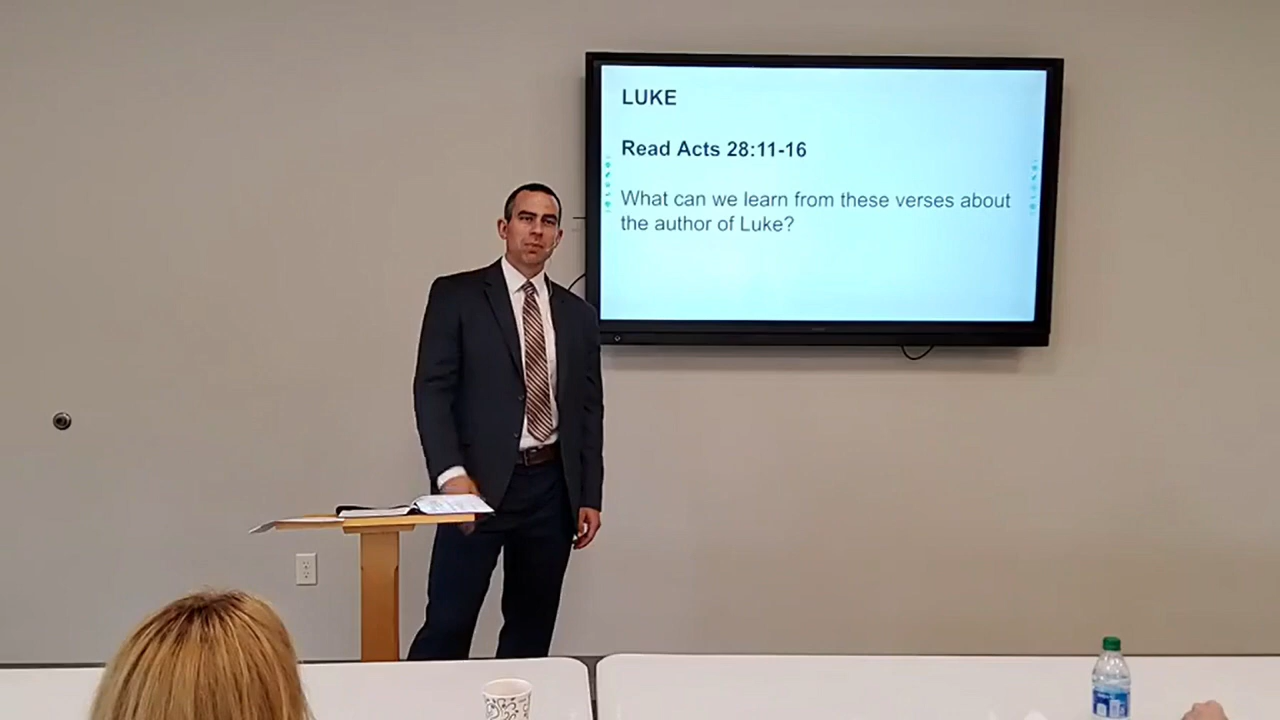 LUKE
Read Acts 28:11-16
What can we learn from these verses about
the author of Luke?